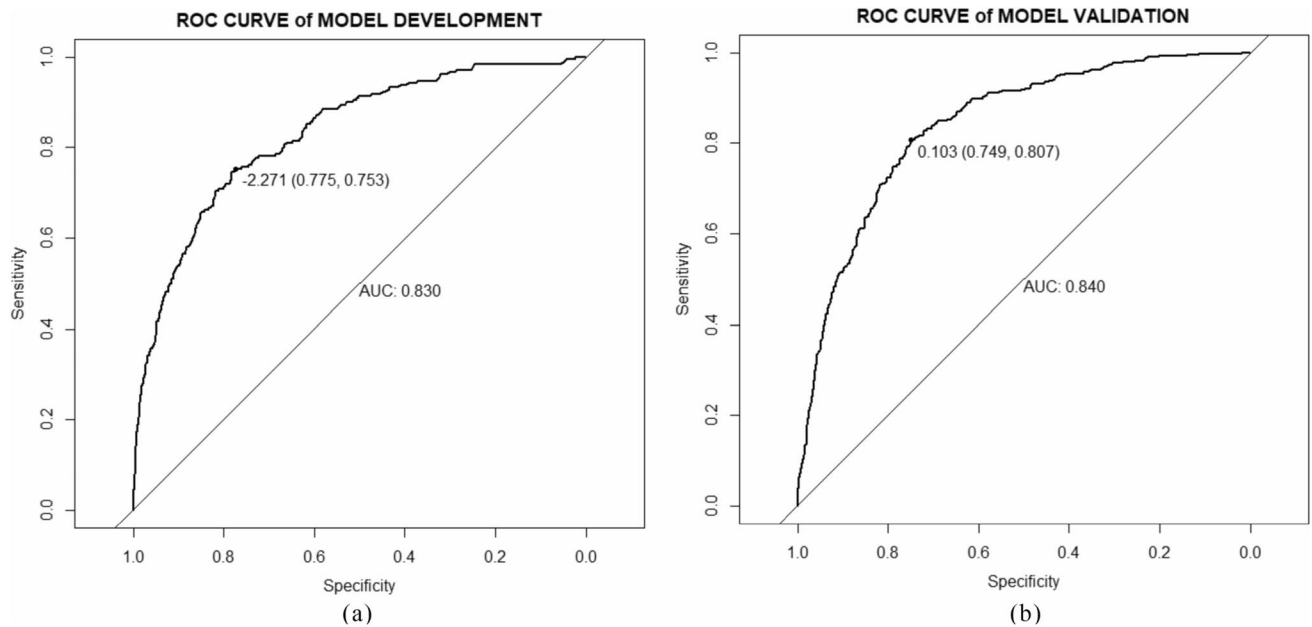 ROC CURVE of MODEL DEVELOPMENT
1.0
0.8
0.6
0.4
0.2
0.0
Sensitivity
-2.271 (0.775, 0.753)
AUC: 0.830
1.0 0.8 0.6 0.4 0.2 0.0
Specificity
(a)
ROC CURVE of MODEL VALIDATION
1.0
0.8
0.6
0.4
0.2
0.0
Sensitivity
0.103 (0.749, 0.807)
AUC: 0.840
1.0 0.8 0.6 0.4 0.2 0.0
Specificity
(b)